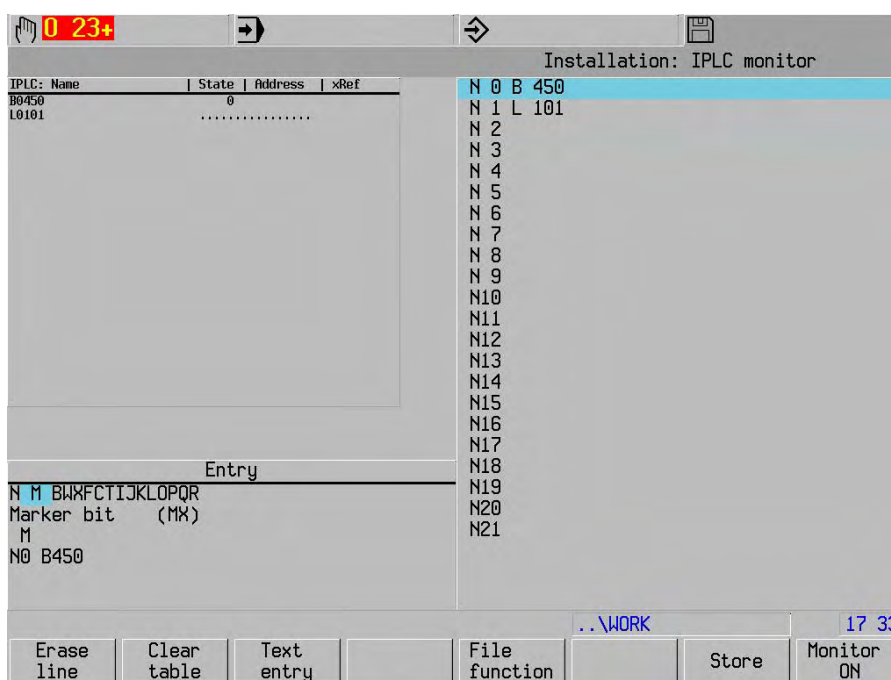 O 23+
Installation: IPLC monitor
IPLC: Name | State | Address | xRef
B0450 0
L0101 ...............
N 0 B 450
N 1 L 101
N 2
N 3
N 4
N 5
N 6
N 7
N 8
N 9
N10
N11
N12
N13
N14
N15
N16
N17
N18
N19
N20
N21
Entry
N M BWXFCTIJKLOPQR
Marker bit (MX)
M
N0 B450
..\WORK 17 33
Erase line
Clear table
Text entry
File function
Store
Monitor ON